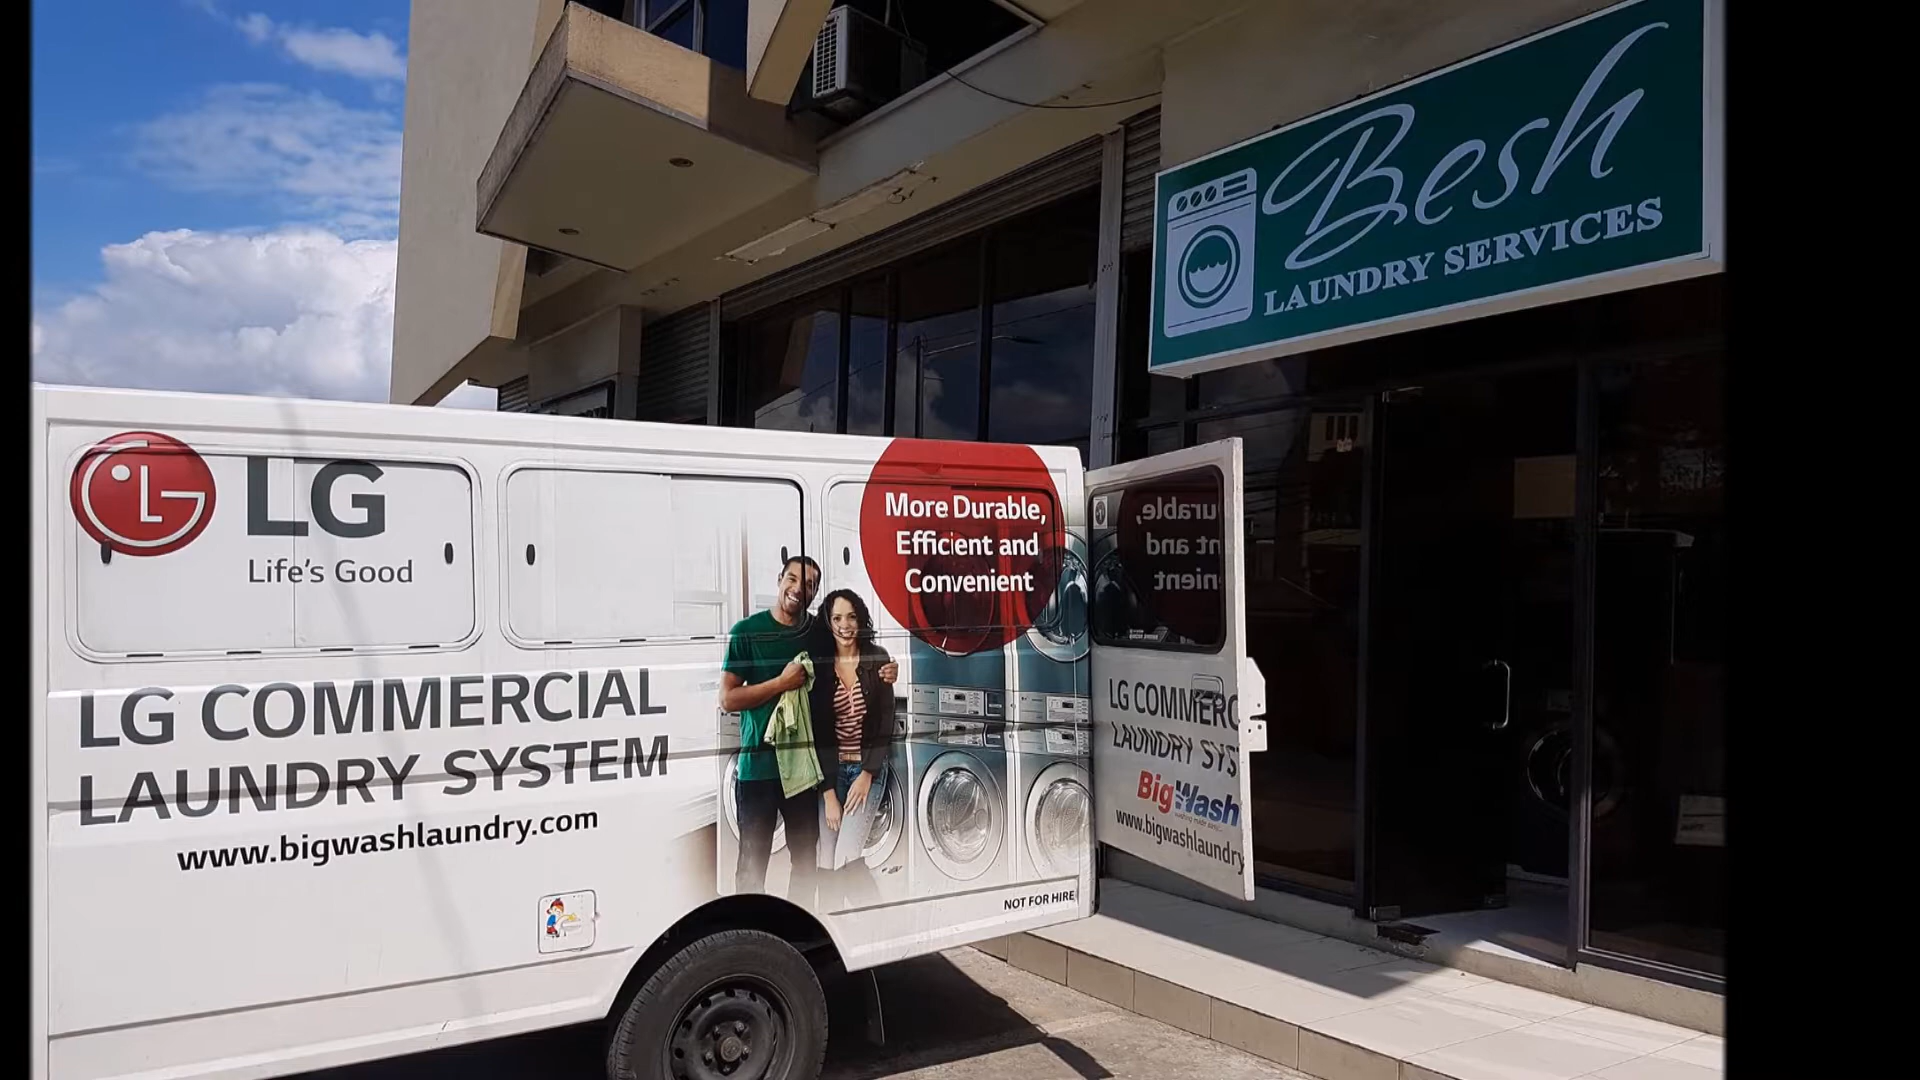 Besh
LAUNDRY SERVICES
LG
Life's Good
More Durable,
Efficient and
Convenient
LG COMMERCIAL
LAUNDRY SYSTEM
www.bigwashlaundry.com
NOT FOR HIRE
LG COMMERC
LAUNDRY SYS
BigWash
www.bigwashlaundry